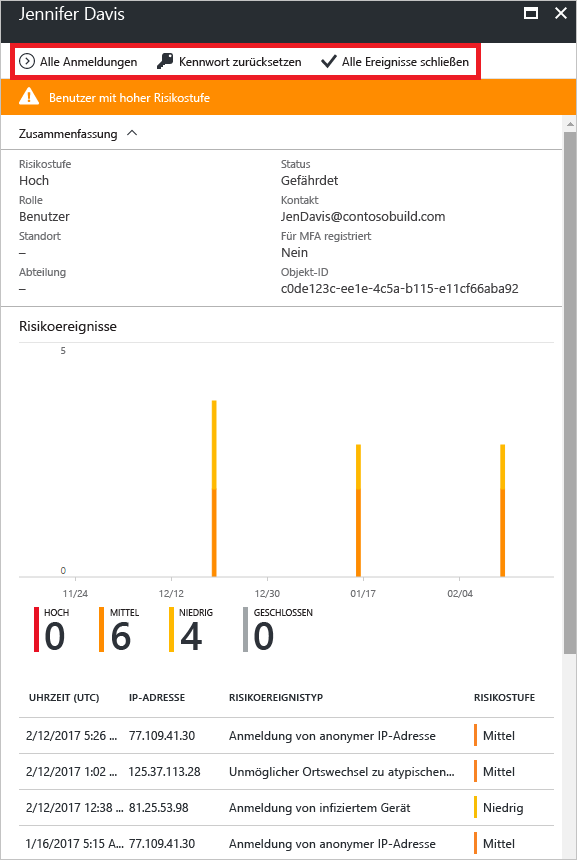 Jennifer Davis
Alle Anmeldungen Kennwort zurücksetzen Alle Ereignisse schließen
Benutzer mit hoher Risikostufe
Zusammenfassung
Risikostufe Status
Hoch Gefährdet
Rolle Kontakt
Benutzer JenDavis@contosobuild.com
Standort Für MFA registriert
-- Nein
Abteilung Objekt-ID
-- c0de123c-ee1e-4c5a-b115-e11cf66aba92
Risikoereignisse
5
0
11/24 12/12 12/30 01/17 02/04
HOCH MITTEL NIEDRIG GESCHLOSSEN
0 6 4 0
UHRZEIT (UTC) IP-ADRESSE RISIKOEREIGNISTYP RISIKOSTUFE
2/12/2017 5:26 ... 77.109.41.30 Anmeldung von anonymer IP-Adresse Mittel
2/12/2017 1:02 ... 125.37.113.28 Unmöglicher Ortswechsel zu atypischen... Mittel
2/12/2017 12:38 ... 81.25.53.98 Anmeldung von infiziertem Gerät Niedrig
1/16/2017 5:15 A... 77.109.41.30 Anmeldung von anonymer IP-Adresse Mittel